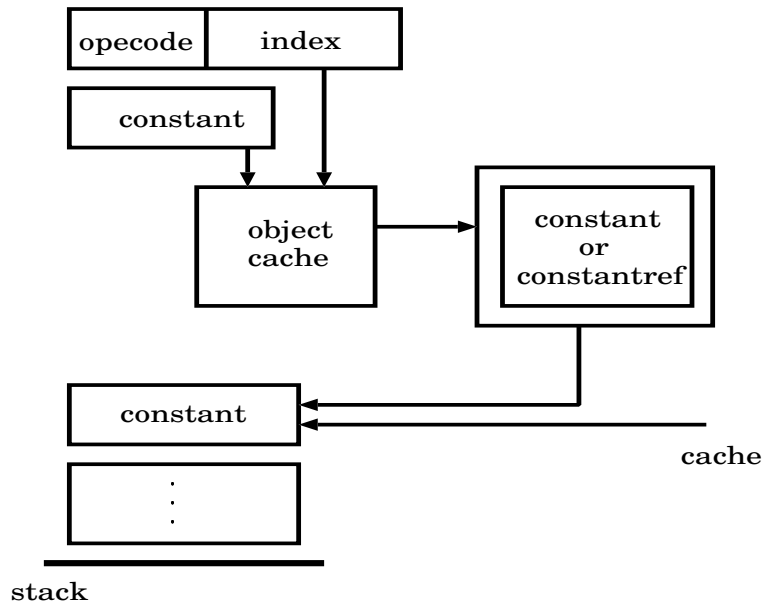 opecode index
constant
object
cache
constant
or
constantref
constant
cache
stack